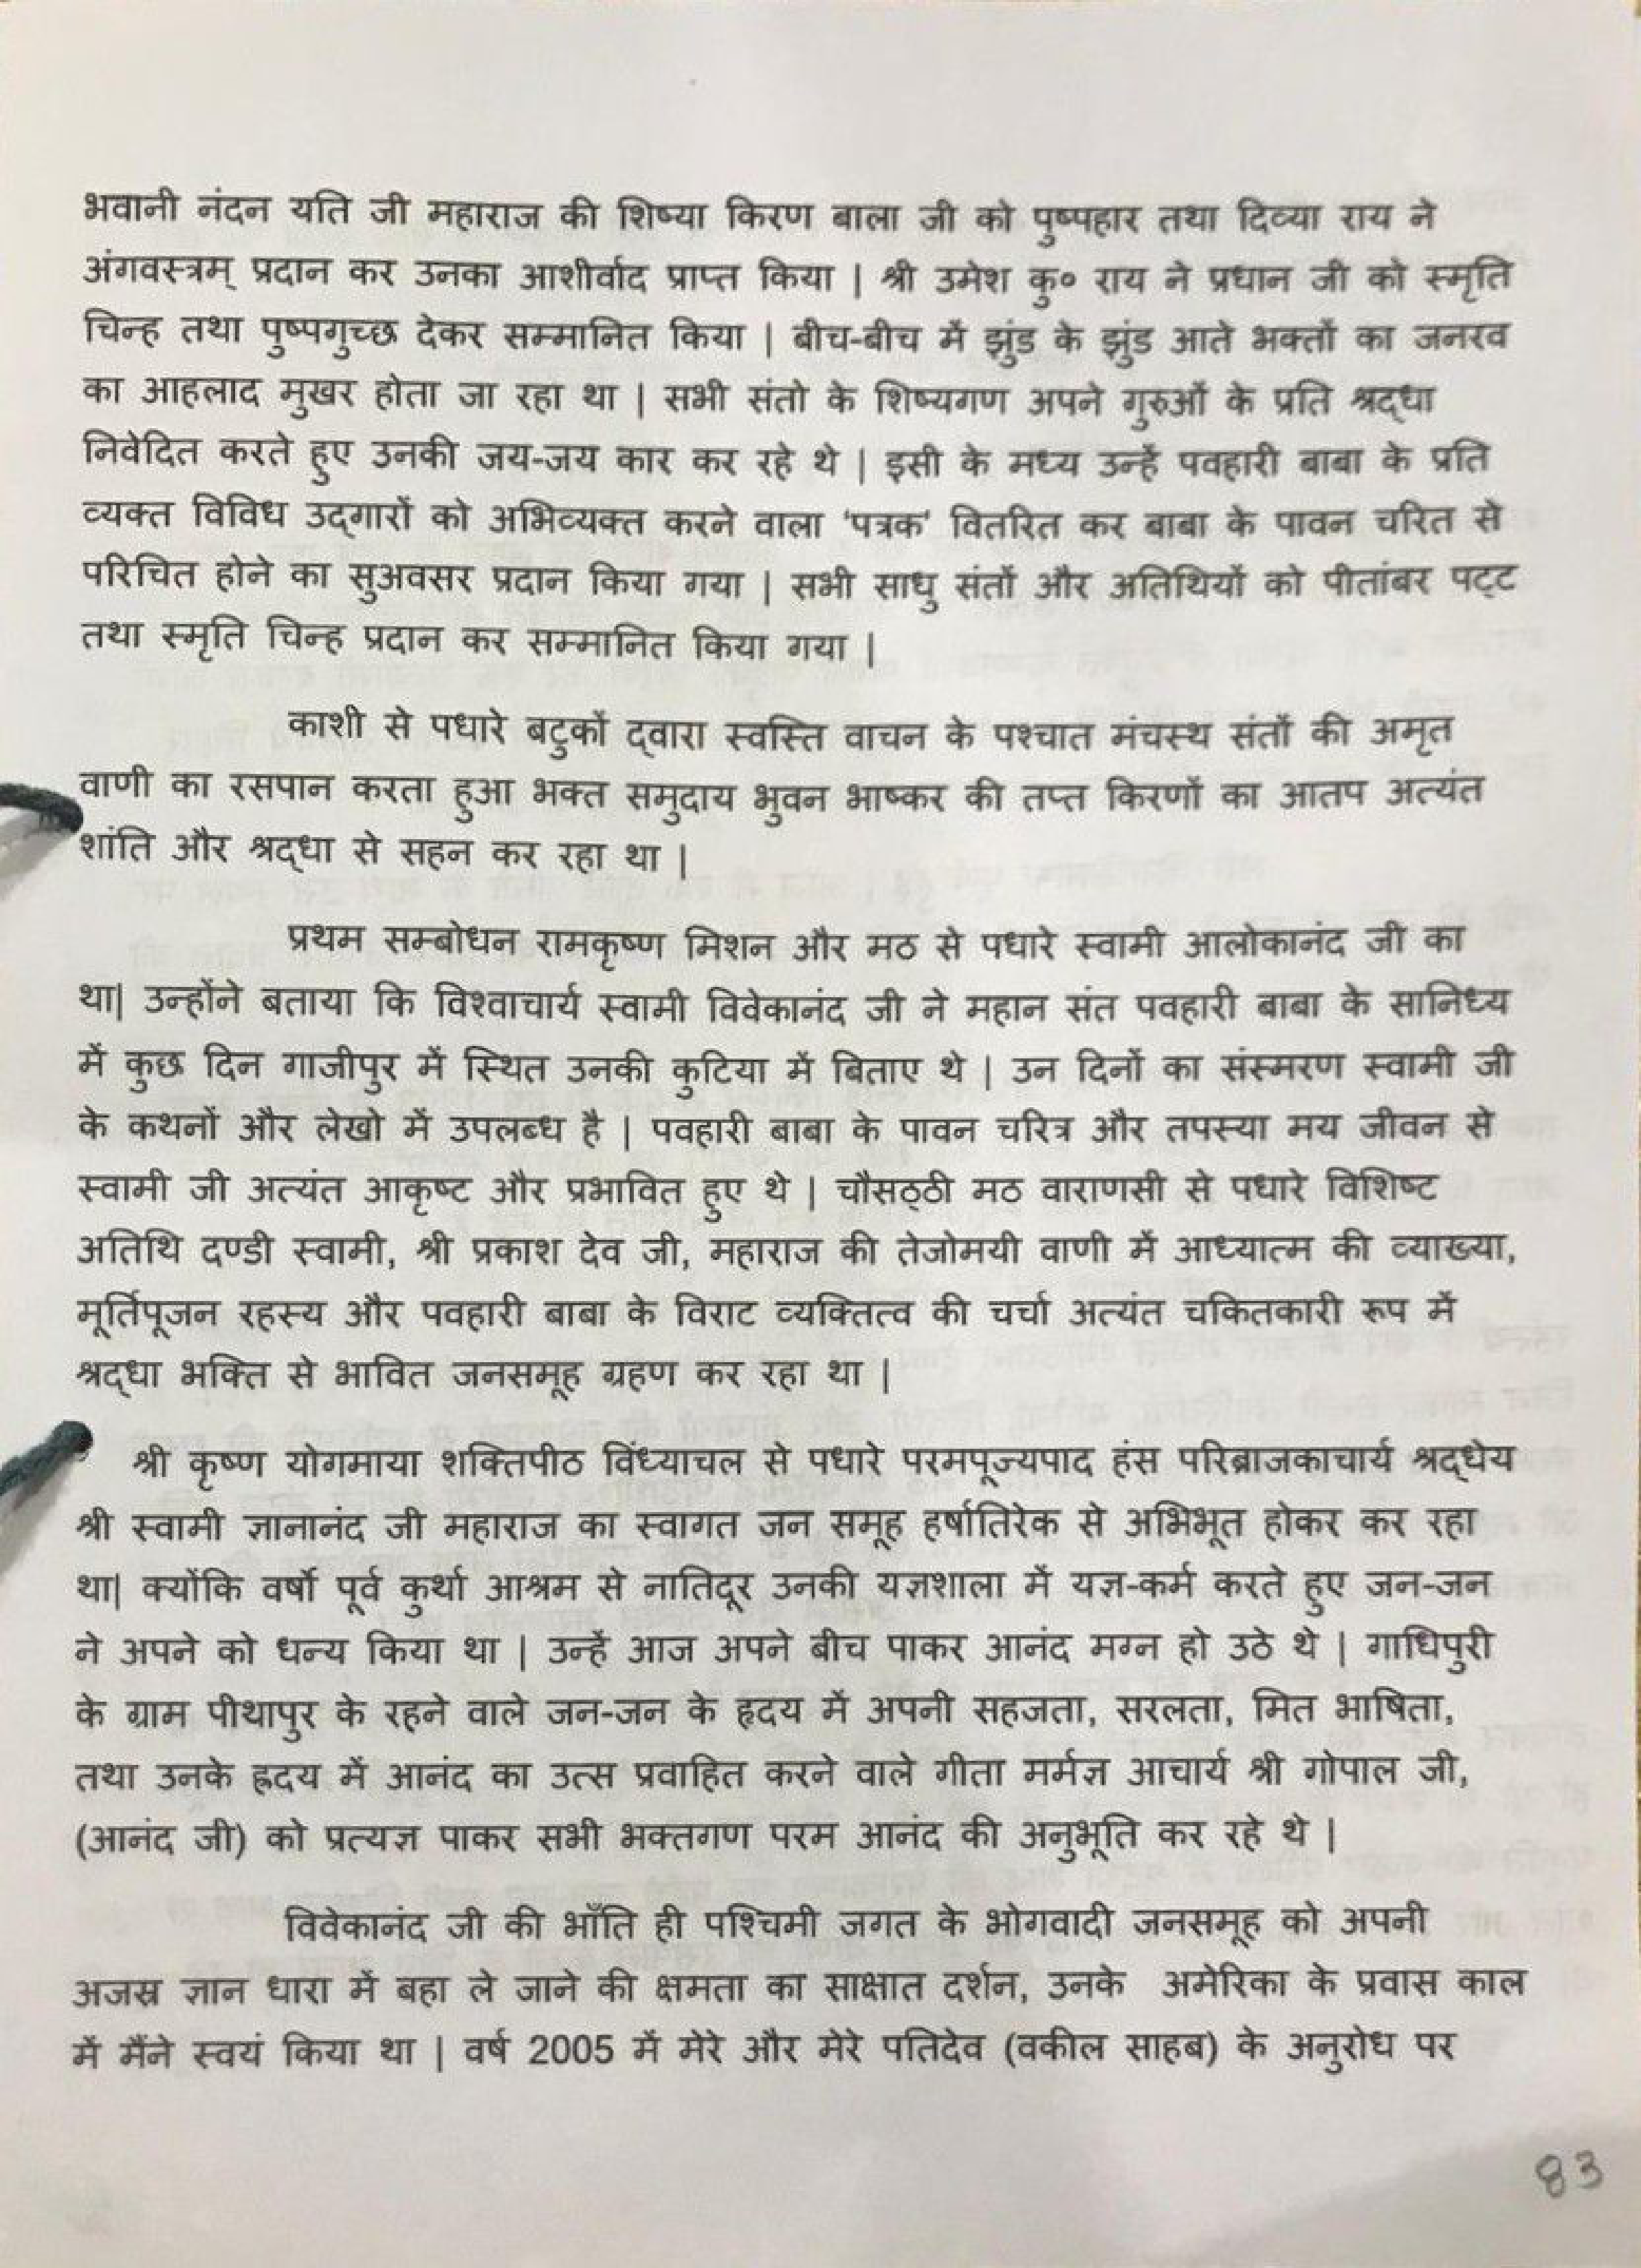 भवानी नंदन यति जी महाराज की शिष्या किरण बाला जी को पुष्पहार तथा दिव्या राय ने
अंगवस्त्रम् प्रदान कर उनका आशीर्वाद प्राप्त किया | श्री उमेश कु० राय ने प्रधान जी को स्मृति
चिन्ह तथा पुष्पगुच्छ देकर सम्मानित किया | बीच-बीच में झुंड के झुंड आते भक्तों का जनरव
का आहलाद मुखर होता जा रहा था | सभी संतो के शिष्यगण अपने गुरुओं के प्रति श्रद्धा
निवेदित करते हुए उनकी जय-जय कार कर रहे थे | इसी के मध्य उन्हें पवहारी बाबा के प्रति
व्यक्त विविध उद्गारों को अभिव्यक्त करने वाला 'पत्रक' वितरित कर बाबा के पावन चरित से
परिचित होने का सुअवसर प्रदान किया गया | सभी साधु संतों और अतिथियों को पीतांबर पट्ट
तथा स्मृति चिन्ह प्रदान कर सम्मानित किया गया |
काशी से पधारे बटुकों द्वारा स्वस्ति वाचन के पश्चात मंचस्थ संतों की अमृत
वाणी का रसपान करता हुआ भक्त समुदाय भुवन भाष्कर की तप्त किरणों का आतप अत्यंत
शांति और श्रद्धा से सहन कर रहा था |
प्रथम सम्बोधन रामकृष्ण मिशन और मठ से पधारे स्वामी आलोकानंद जी का
था| उन्होंने बताया कि विश्वाचार्य स्वामी विवेकानंद जी ने महान संत पवहारी बाबा के सानिध्य
में कुछ दिन गाजीपुर में स्थित उनकी कुटिया में बिताए थे | उन दिनों का संस्मरण स्वामी जी
के कथनों और लेखो में उपलब्ध है | पवहारी बाबा के पावन चरित्र और तपस्या मय जीवन से
स्वामी जी अत्यंत आकृष्ट और प्रभावित हुए थे | चौसठ्ठी मठ वाराणसी से पधारे विशिष्ट
अतिथि दण्डी स्वामी, श्री प्रकाश देव जी, महाराज की तेजोमयी वाणी में आध्यात्म की व्याख्या,
मूर्तिपूजन रहस्य और पवहारी बाबा के विराट व्यक्तित्व की चर्चा अत्यंत चकितकारी रूप में
श्रद्धा भक्ति से भावित जनसमूह ग्रहण कर रहा था |
श्री कृष्ण योगमाया शक्तिपीठ विंध्याचल से पधारे परमपूज्यपाद हंस परिब्राजकाचार्य श्रद्धेय
श्री स्वामी ज्ञानानंद जी महाराज का स्वागत जन समूह हर्षातिरेक से अभिभूत होकर कर रहा
था| क्योंकि वर्षो पूर्व कुर्था आश्रम से नातिदूर उनकी यज्ञशाला में यज्ञ-कर्म करते हुए जन-जन
ने अपने को धन्य किया था | उन्हें आज अपने बीच पाकर आनंद मग्न हो उठे थे | गाधिपुरी
के ग्राम पीथापुर के रहने वाले जन-जन के हृदय में अपनी सहजता, सरलता, मित भाषिता,
तथा उनके ह्रदय में आनंद का उत्स प्रवाहित करने वाले गीता मर्मज्ञ आचार्य श्री गोपाल जी,
(आनंद जी) को प्रत्यज्ञ पाकर सभी भक्तगण परम आनंद की अनुभूति कर रहे थे |
विवेकानंद जी की भाँति ही पश्चिमी जगत के भोगवादी जनसमूह को अपनी
अजस्र ज्ञान धारा में बहा ले जाने की क्षमता का साक्षात दर्शन, उनके अमेरिका के प्रवास काल
में मैंने स्वयं किया था | वर्ष 2005 में मेरे और मेरे पतिदेव (वकील साहब) के अनुरोध पर
83